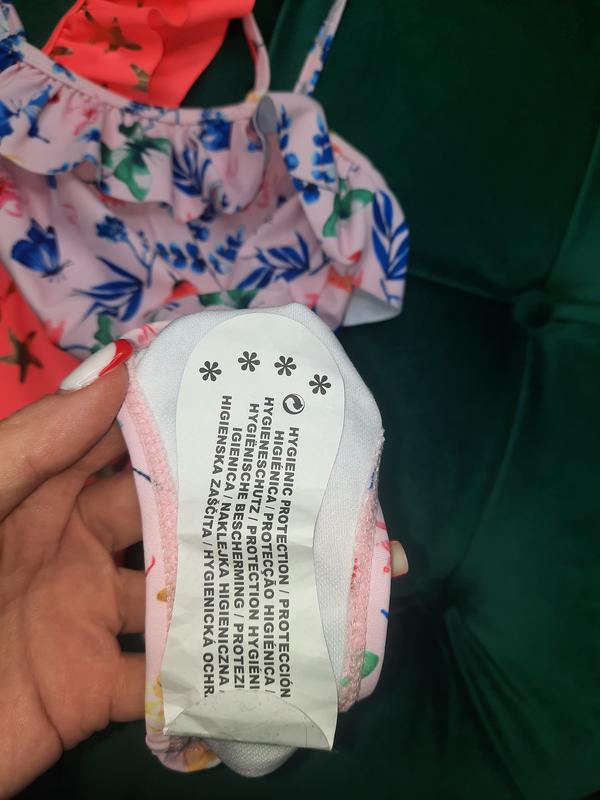 ****
HYGIENIC PROTECTION / PROTECCIÓN
HIGIÉNICA / PROTECÇÃO HIGIÉNICA /
HYGIENESCHUTZ / PROTECTION HYGIÉNI
HYGIËNISCHE BESCHERMING / PROTEZI
IGIENICA / NAKLEJKA HIGIENICZNA /
HIGIENSKA ZAŠČITA / HYGIENICKÁ OCHR